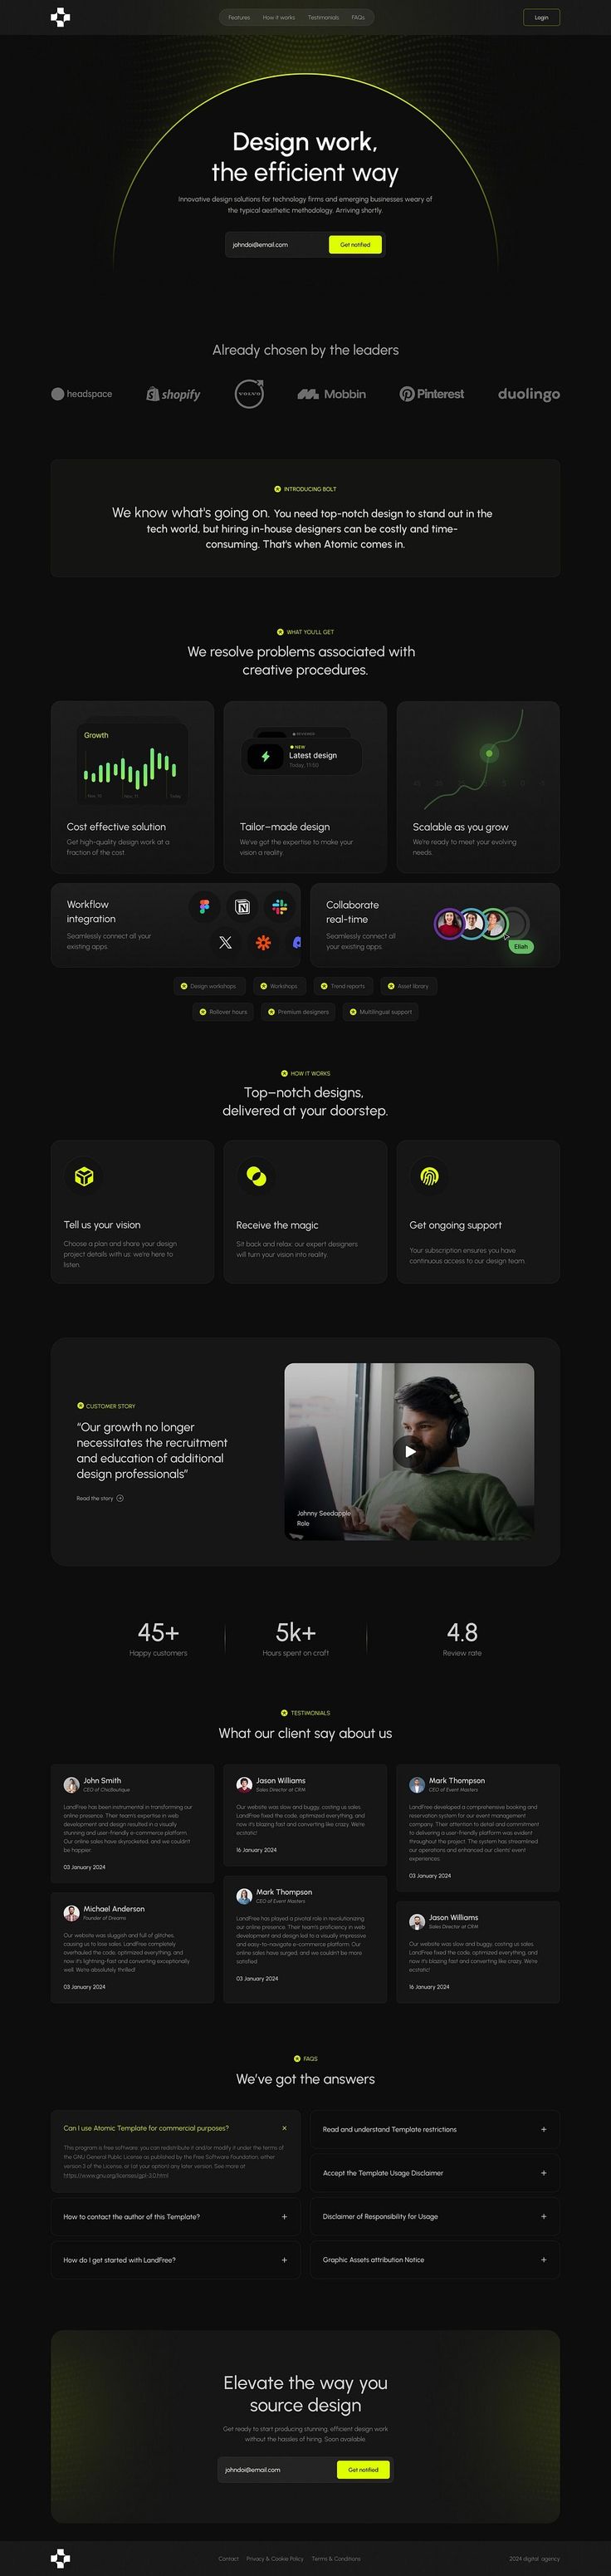 Features How it works Testimonials FAQs
Login
Design work,
the efficient way
Innovative design solutions for technology firms and emerging businesses weary of
the typical aesthetic methodology. Arriving shortly.
johndoi@email.com
Get notified
Already chosen by the leaders
headspace
shopify
VOLVO
Mobbin
Pinterest
duolingo
INTRODUCING BOLT
We know what's going on. You need top-notch design to stand out in the
tech world, but hiring in-house designers can be costly and time-
consuming. That's when Atomic comes in.
WHAT YOU'LL GET
We resolve problems associated with
creative procedures.
Growth
Today
Cost effective solution
Get high-quality design work at a
fraction of the cost.
NEW
Latest design
Today, 11:50
Tailor–made design
We've got the expertise to make your
vision a reality.
Scalable as you grow
We're ready to meet your evolving
needs.
Workflow
integration
Seamlessly connect all your
existing apps.
Collaborate
real-time
Seamlessly connect all
your existing apps.
Eliah
Design workshops
Workshops
Trend reports
Asset library
Rollover hours
Premium designers
Multilingual support
HOW IT WORKS
Top–notch designs,
delivered at your doorstep.
Tell us your vision
Choose a plan and share your design
project details with us: we're here to
listen.
Receive the magic
Sit back and relax: our expert designers
will turn your vision into reality.
Get ongoing support
Your subscription ensures you have
continuous access to our design team.
CUSTOMER STORY
“Our growth no longer
necessitates the recruitment
and education of additional
design professionals”
Read the story
Johnny Seedapple
Role
45+
Happy customers
5k+
Hours spent on craft
4.8
Review rate
TESTIMONIALS
What our client say about us
John Smith
CEO of ChicBoutique
LandFree has been instrumental in transforming our
online presence. Their team's expertise in web
development and design resulted in a visually
stunning and user-friendly e-commerce platform.
Our online sales have skyrocketed, and we couldn't
be happier.
03 January 2024
Michael Anderson
Founder of Dreams
Our website was sluggish and full of glitches,
causing us to lose sales. LandFree completely
overhauled the code, optimized everything, and
now it's lightning-fast and converting exceptionally
well. We're absolutely thrilled!
03 January 2024
Jason Williams
Sales Director at CRM
Our website was slow and buggy, costing us sales.
LandFree fixed the code, optimized everything, and
now it's blazing fast and converting like crazy. We're
ecstatic!
16 January 2024
Mark Thompson
CEO of Event Masters
LandFree has played a pivotal role in revolutionizing
our online presence. Their team's proficiency in web
development and design led to a visually impressive
and easy-to-navigate e-commerce platform. Our
online sales have surged, and we couldn't be more
satisfied.
03 January 2024
Mark Thompson
CEO of Event Masters
LandFree developed a comprehensive booking and
reservation-system for our event management
company. Their attention to detail and commitment
to delivering a powerful platform was evident
throughout the project. The system has streamlined
our operations and enhanced our clients' event
experiences.
03 January 2024
Jason Williams
Sales Director at CRM
Our website was slow and buggy, costing us sales.
LandFree fixed the code, optimized everything, and
now it's blazing fast and converting like crazy. We're
ecstatic!
16 January 2024
FAQS
We've got the answers
Can I use Atomic Template for commercial purposes?
This program is free software: you can redistribute it and/or modify it under the terms of
the GNU General Public License as published by the Free Software Foundation, either
version 3 of the License, or (at your option) any later version. See more at
https://www.gnu.org/licenses/gpl-3.0.html
How to contact the author of this Template?
How do I get started with LandFree?
Read and understand Template restrictions
Accept the Template Usage Disclaimer
Disclaimer of Responsibility for Usage
Graphic Assets attribution Notice
Elevate the way you
source design
Get ready to start producing stunning, efficient design work
without the hassles of hiring. Soon available.
johndoi@email.com
Get notified
Contact Privacy & Cookie Policy Terms & Conditions
2024 digital agency